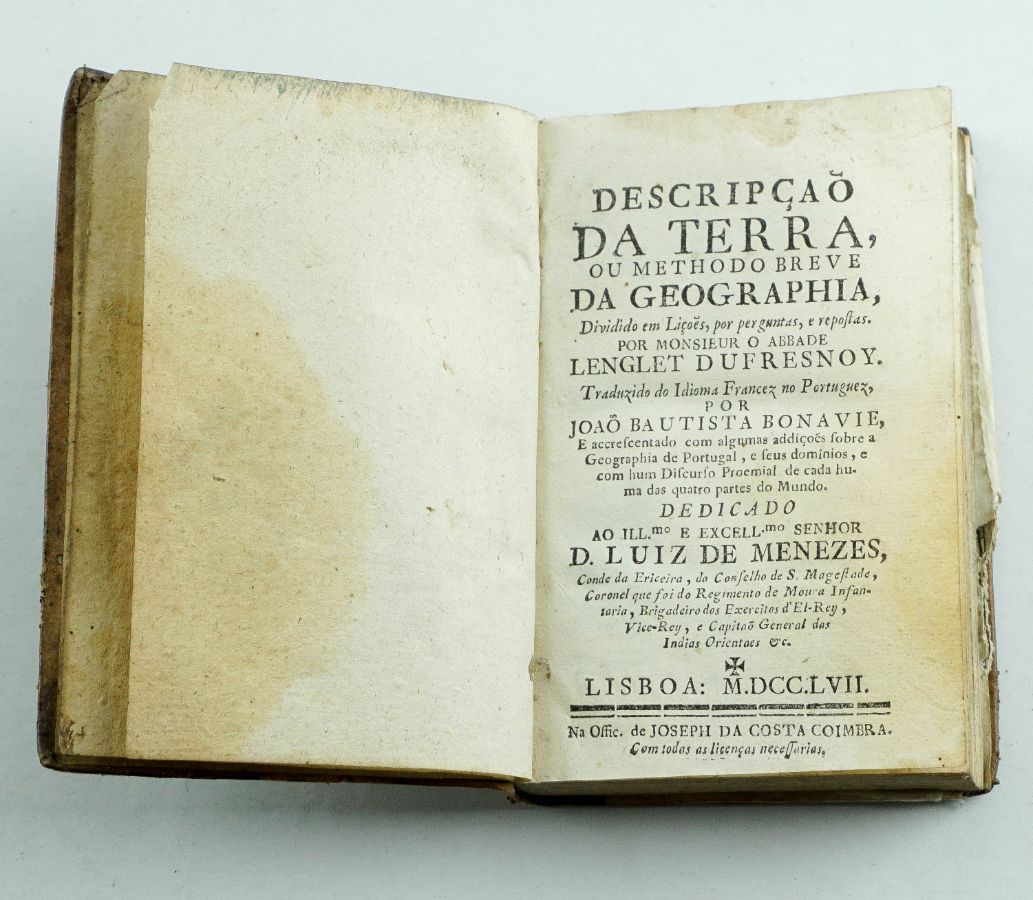 DESCRIPÇAÕ
DA TERRA,
OU METHODO BREVE
DA GEOGRAPHIA,
Dividido em Liçoẽs, por perguntas, e repoſtas.
POR MONSIEUR O ABBADE
LENGLET DUFRESNOY.
Traduzido do Idioma Francez no Portuguez,
POR
JOAÕ BAUTISTA BONAVIE,
E accreſcentado com algumas addiçoẽs ſobre a
Geographia de Portugal, e ſeus domínios, e
com hum Diſcurſo Proemial de cada hu-
ma das quatro partes do Mundo.
DEDICADO
AO ILL.mo E EXCELL.mo SENHOR
D. LUIZ DE MENEZES,
Conde da Ericeira, do Conſelho de S. Mageſtade,
Coronel que foi do Regimento de Moura Infan-
taria, Brigadeiro dos Exercitos d'El-Rey,
Vice-Rey, e Capitaõ General das
Indias Orientaes &c.
LISBOA: M.DCC.LVII.
Na Offic. de JOSEPH DA COSTA COIMBRA.
Com todas as licenças neceſſarias.